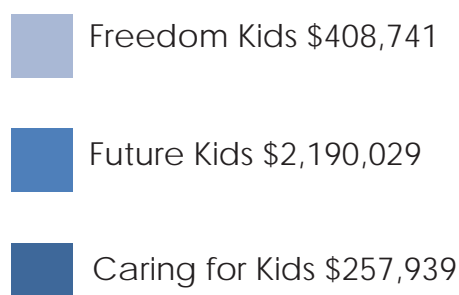 Freedom Kids $408,741
Future Kids $2,190,029
Caring for Kids $257,939